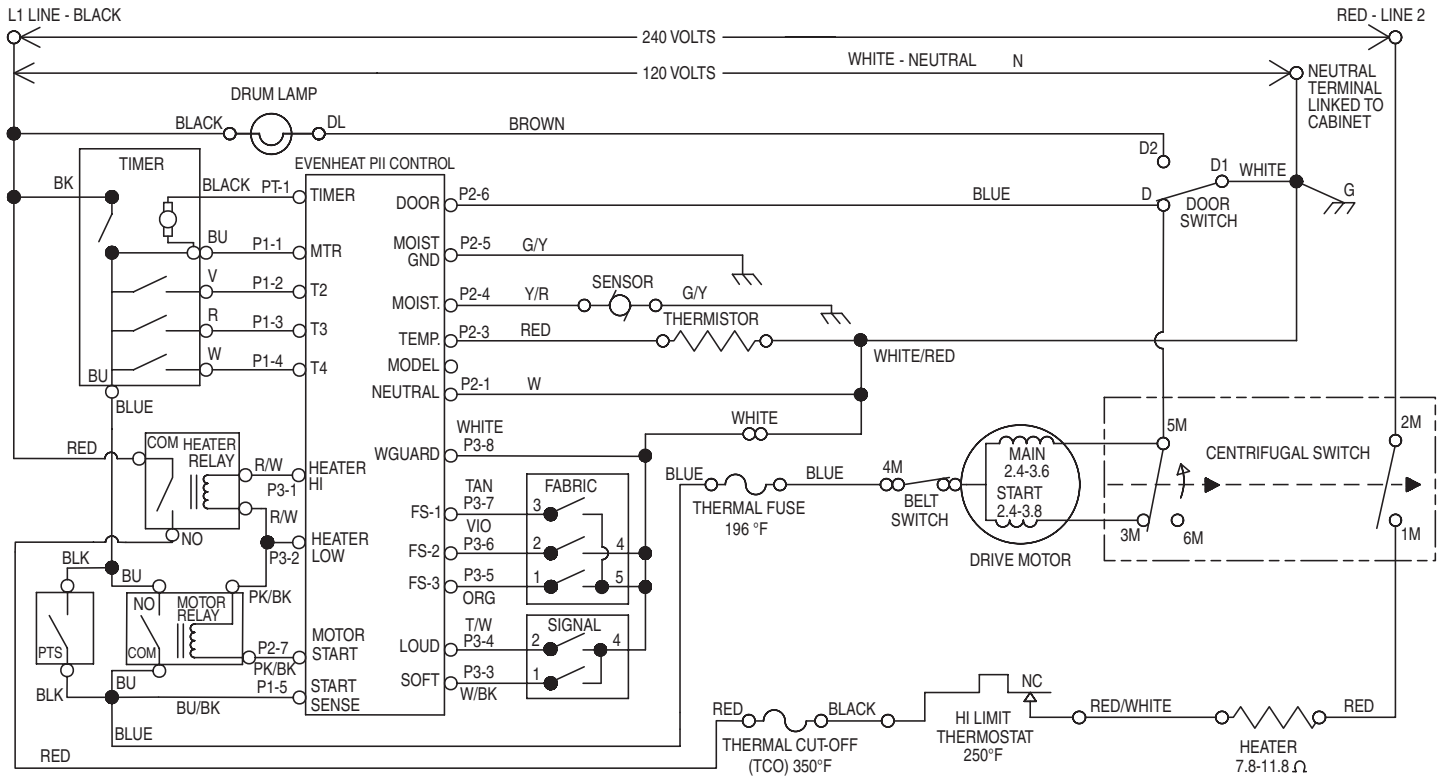 L1 LINE - BLACK
RED - LINE 2
240 VOLTS
WHITE - NEUTRAL N
120 VOLTS
NEUTRAL
TERMINAL
LINKED TO
CABINET
DRUM LAMP
BLACK
DL
BROWN
D2
TIMER
EVENHEAT PII CONTROL
BK
BLACK
PT-1
TIMER
DOOR
P2-6
BLUE
D
D1
WHITE
DOOR
SWITCH
G
BU
P1-1
MTR
MOIST
GND
P2-5
G/Y
V
P1-2
T2
MOIST.
P2-4
Y/R
SENSOR
G/Y
R
P1-3
T3
TEMP.
P2-3
RED
THERMISTOR
WHITE/RED
W
P1-4
T4
MODEL
BU
BLUE
NEUTRAL
P2-1
W
WHITE
RED
COM
HEATER
RELAY
R/W
P3-1
HEATER
HI
R/W
NO
P3-2
HEATER
LOW
WHITE
WGUARD
P3-8
TAN
FS-1
P3-7
VIO
FS-2
P3-6
FS-3
P3-5
ORG
FABRIC
3
2
4
1
5
BLUE
THERMAL FUSE
196 °F
BLUE
4M
BELT
SWITCH
MAIN
2.4-3.6
START
2.4-3.8
DRIVE MOTOR
5M
CENTRIFUGAL SWITCH
2M
3M
6M
1M
BLK
BU
NO
MOTOR
RELAY
PK/BK
PTS
COM
P2-7
PK/BK
MOTOR
START
T/W
LOUD
P3-4
SOFT
P3-3
W/BK
SIGNAL
2
4
1
BLK
BU
BU/BK
P1-5
START
SENSE
BLUE
RED
RED
THERMAL CUT-OFF
(TCO) 350°F
BLACK
NC
HI LIMIT
THERMOSTAT
250°F
RED/WHITE
HEATER
7.8-11.8 Ω
RED